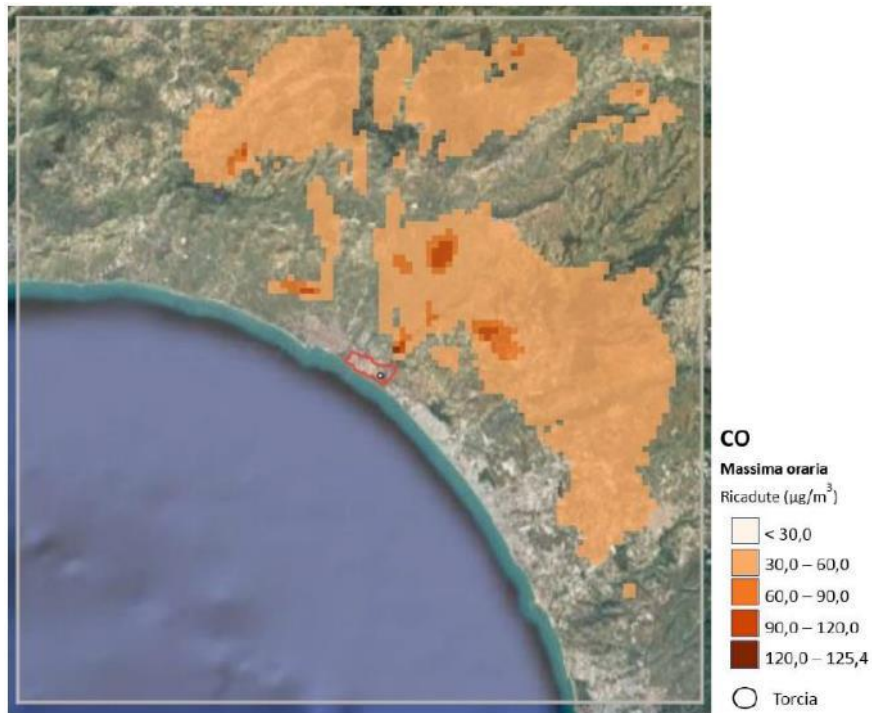 CO
Massima oraria
Ricadute (µg/m³)
< 30,0
30,0 – 60,0
60,0 – 90,0
90,0 – 120,0
120,0 – 125,4
Torcia